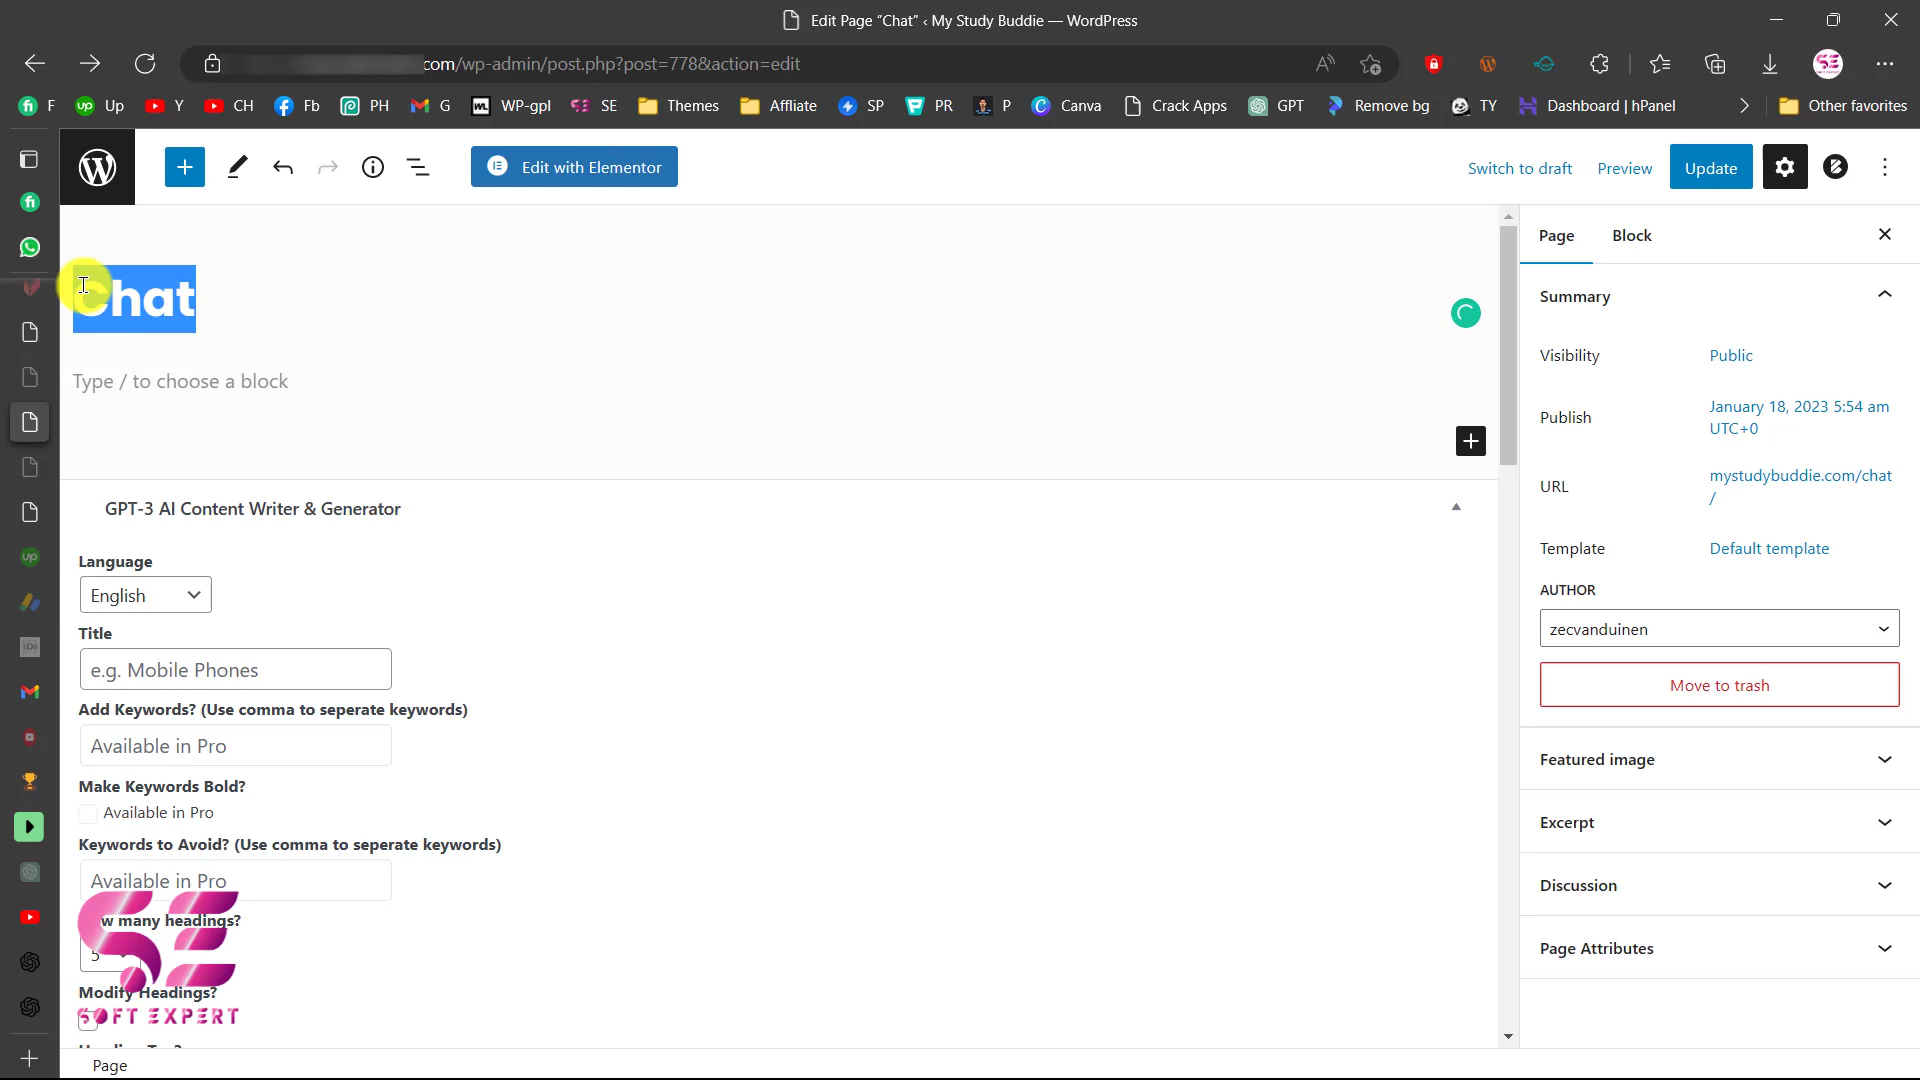 Edit Page “Chat” ‹ My Study Buddie — WordPress
com/wp-admin/post.php?post=778&action=edit
F
Up
Y
CH
Fb
PH
G
WP-gpl
SE
Themes
Affliate
SP
PR
P
Canva
Crack Apps
GPT
Remove bg
TY
Dashboard | hPanel
Other favorites
Edit with Elementor
Switch to draft
Preview
Update
Chat
Type / to choose a block
GPT-3 AI Content Writer & Generator
Language
English
Title
e.g. Mobile Phones
Add Keywords? (Use comma to seperate keywords)
Available in Pro
Make Keywords Bold?
Available in Pro
Keywords to Avoid? (Use comma to seperate keywords)
Available in Pro
w many headings?
5
Modify Headings?
SE
SOFT EXPERT
Page
Page
Block
Summary
Visibility
Public
Publish
January 18, 2023 5:54 am
UTC+0
URL
mystudybuddie.com/chat
/
Template
Default template
AUTHOR
zecvanduinen
Move to trash
Featured image
Excerpt
Discussion
Page Attributes